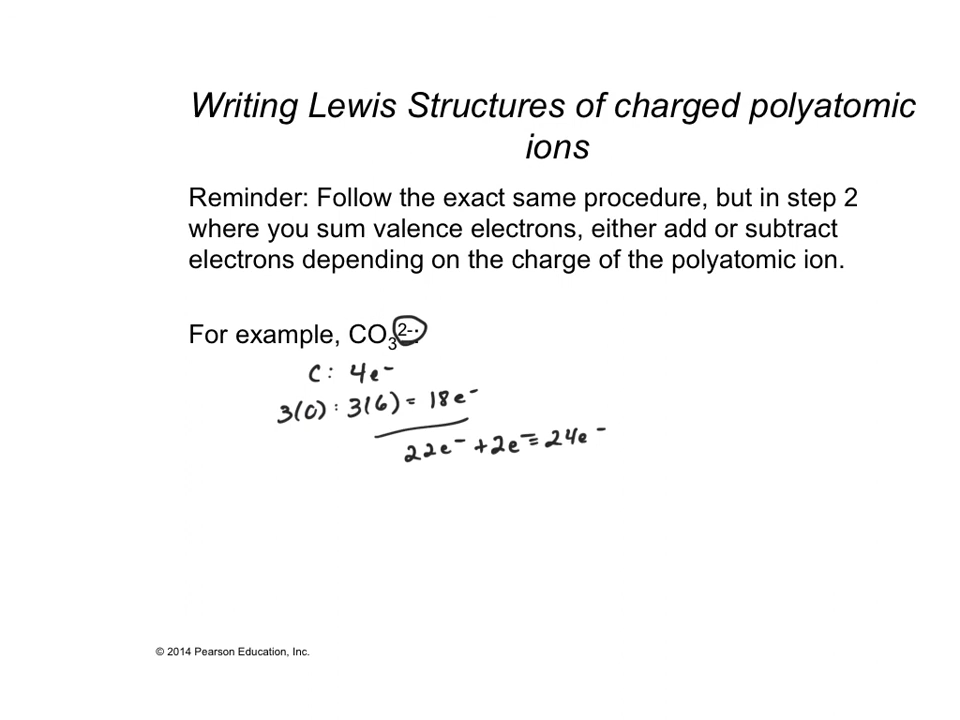 Writing Lewis Structures of charged polyatomic
ions
Reminder: Follow the exact same procedure, but in step 2
where you sum valence electrons, either add or subtract
electrons depending on the charge of the polyatomic ion.
For example, CO₃²⁻:
C: 4e⁻
3(O): 3(6) = 18e⁻
22e⁻ + 2e⁻ = 24e⁻
© 2014 Pearson Education, Inc.